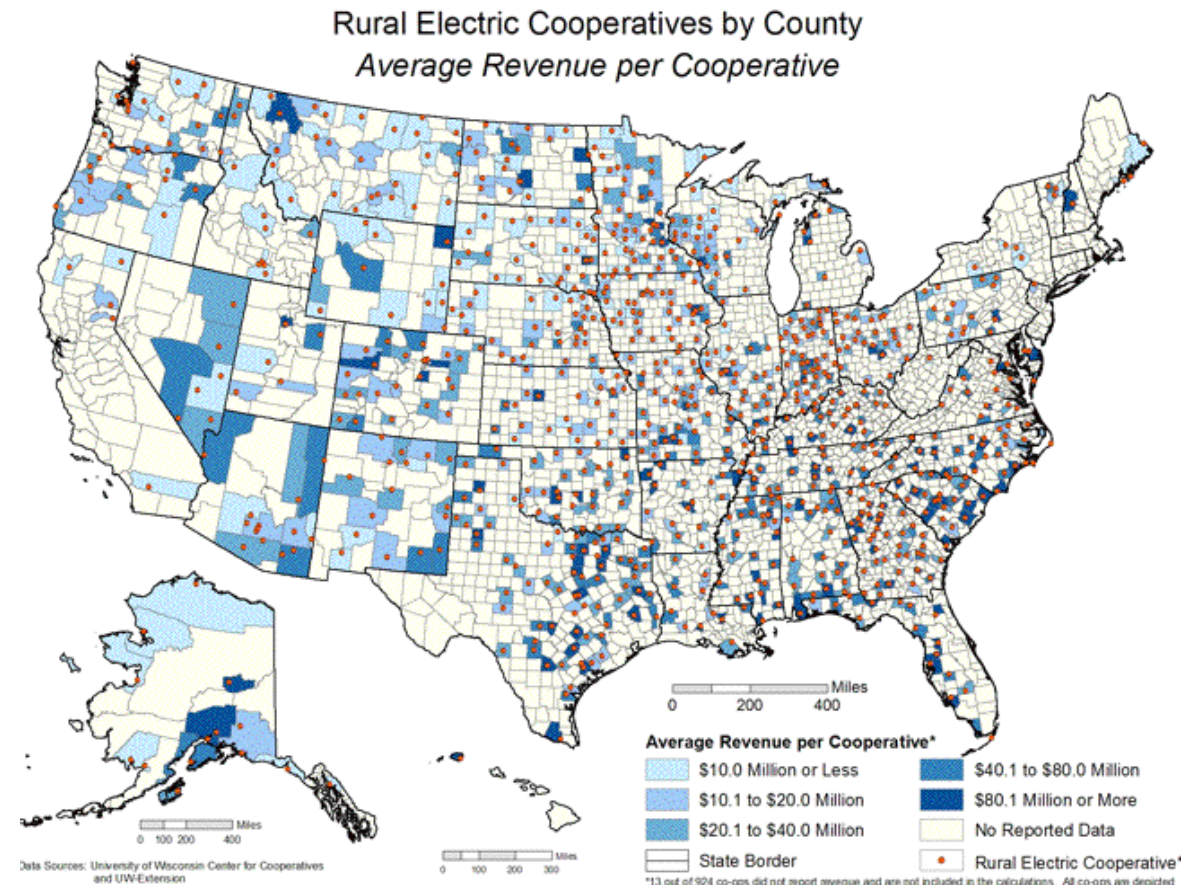 Rural Electric Cooperatives by County
Average Revenue per Cooperative
Miles
0 200 400
Average Revenue per Cooperative*
$10.0 Million or Less
$40.1 to $80.0 Million
$10.1 to $20.0 Million
$80.1 Million or More
$20.1 to $40.0 Million
No Reported Data
State Border
Rural Electric Cooperative*
Miles
0 100 200 400
Miles
0 50 100 200 300
Data Sources: University of Wisconsin Center for Cooperatives
and UW-Extension
*13 out of 924 co-ops did not report revenue and are not included in the calculations. All co-ops are depicted